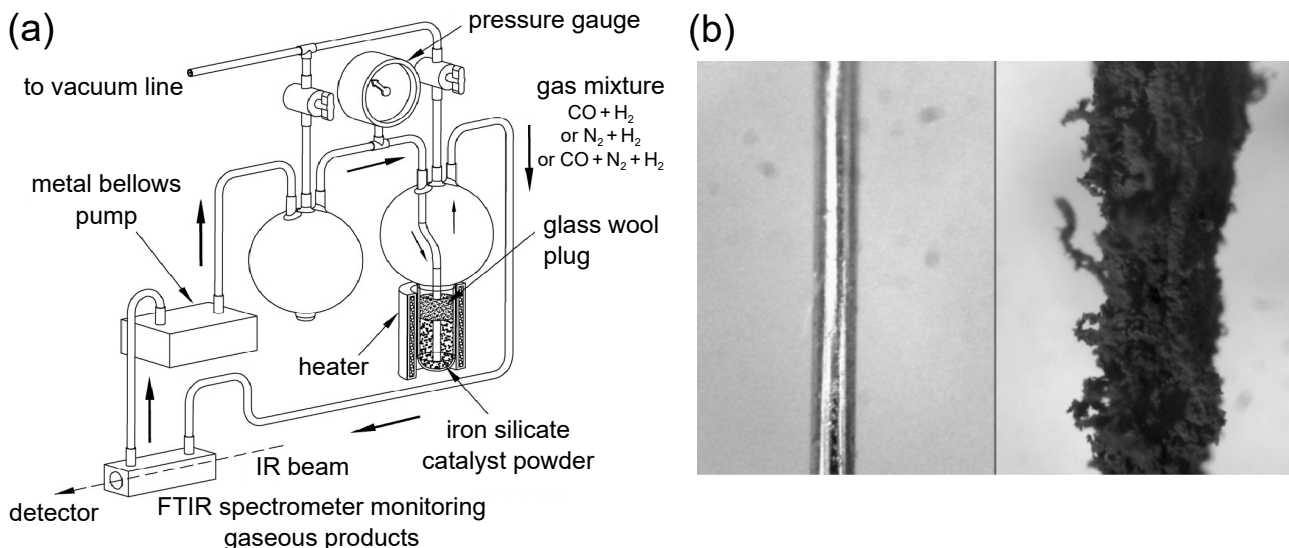 (a)
pressure gauge
to vacuum line
gas mixture
CO + H₂
or N₂ + H₂
or CO + N₂ + H₂
metal bellows
pump
glass wool
plug
heater
iron silicate
catalyst powder
IR beam
detector
FTIR spectrometer monitoring
gaseous products
(b)